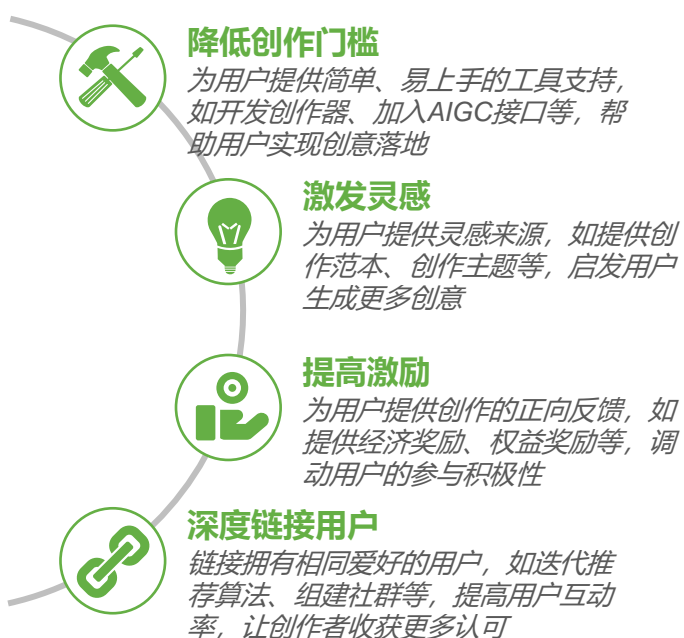 降低创作门槛
为用户提供简单、易上手的工具支持，
如开发创作器、加入AIGC接口等，帮
助用户实现创意落地
激发灵感
为用户提供灵感来源，如提供创
作范本、创作主题等，启发用户
生成更多创意
提高激励
为用户提供创作的正向反馈，如
提供经济奖励、权益奖励等，调
动用户的参与积极性
深度链接用户
链接拥有相同爱好的用户，如迭代推
荐算法、组建社群等，提高用户互动
率，让创作者收获更多认可